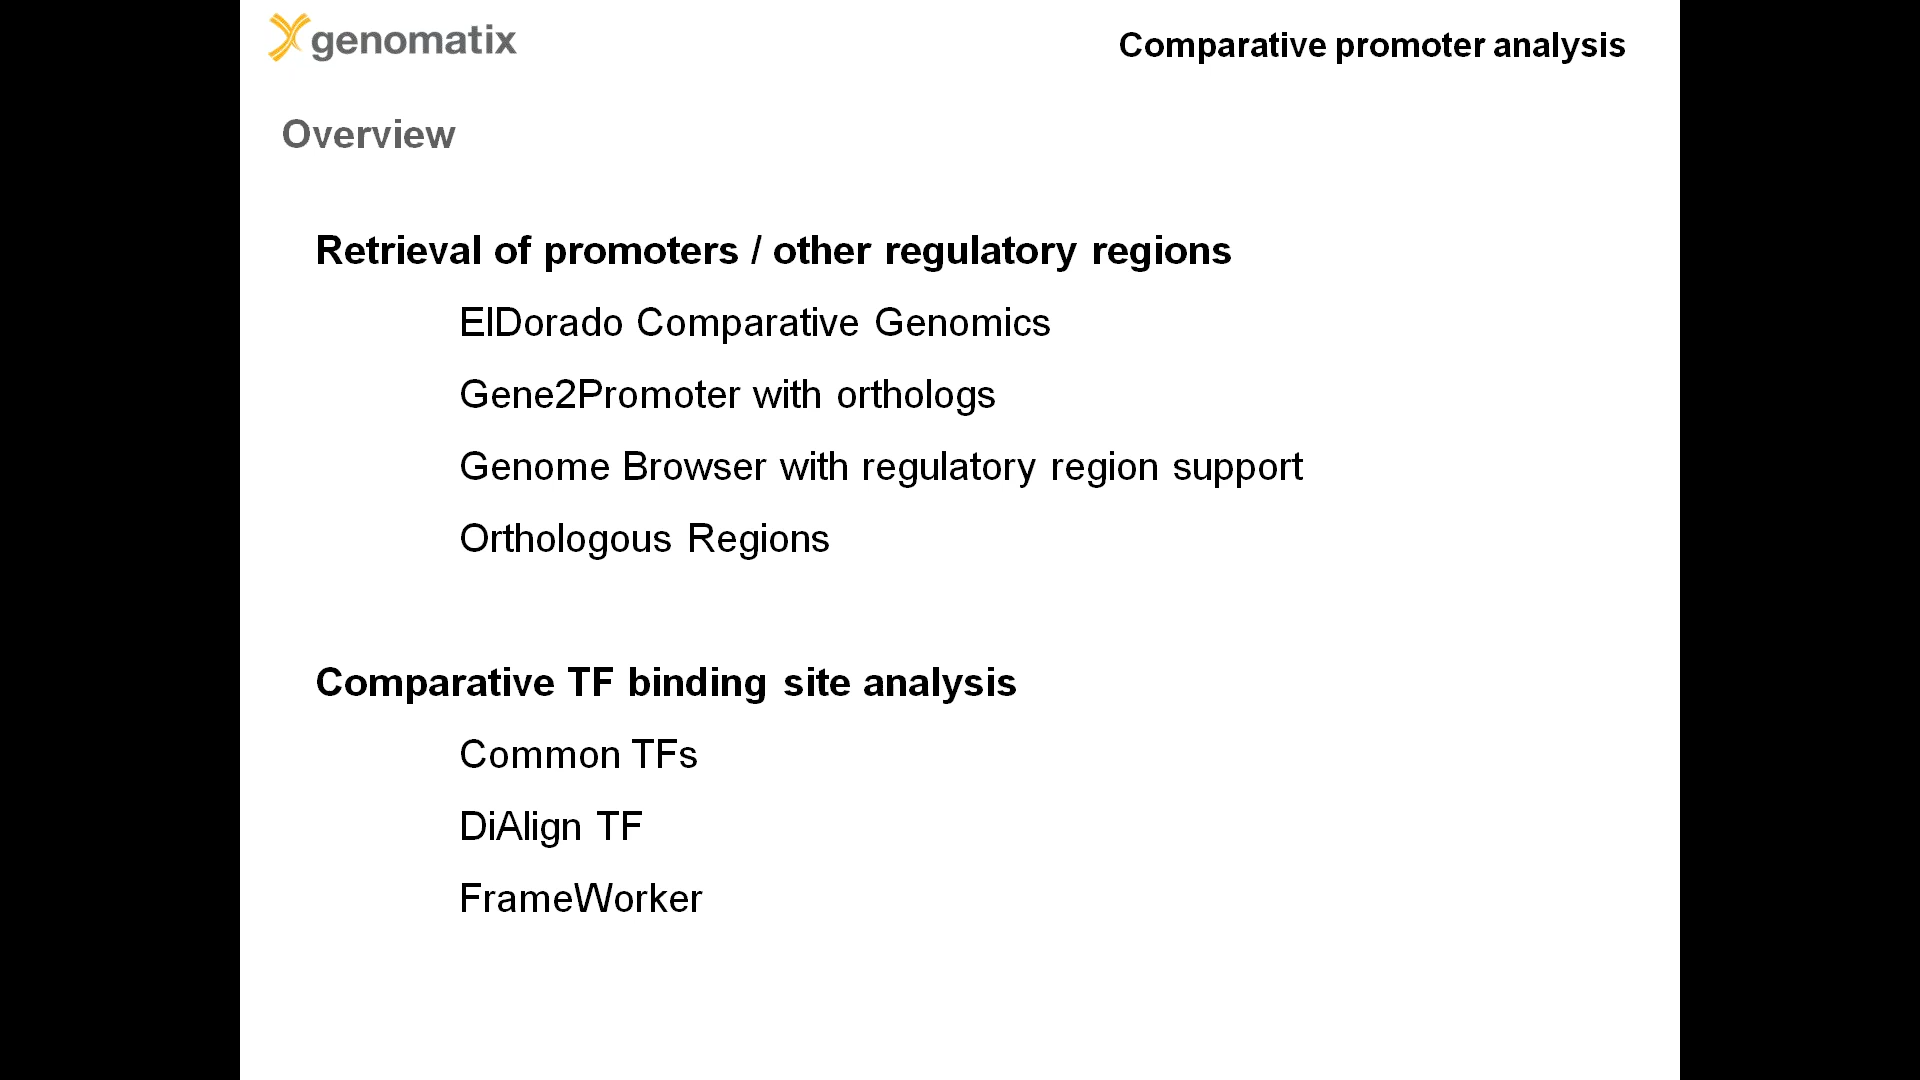 genomatix
Comparative promoter analysis
Overview
Retrieval of promoters / other regulatory regions
ElDorado Comparative Genomics
Gene2Promoter with orthologs
Genome Browser with regulatory region support
Orthologous Regions
Comparative TF binding site analysis
Common TFs
DiAlign TF
FrameWorker